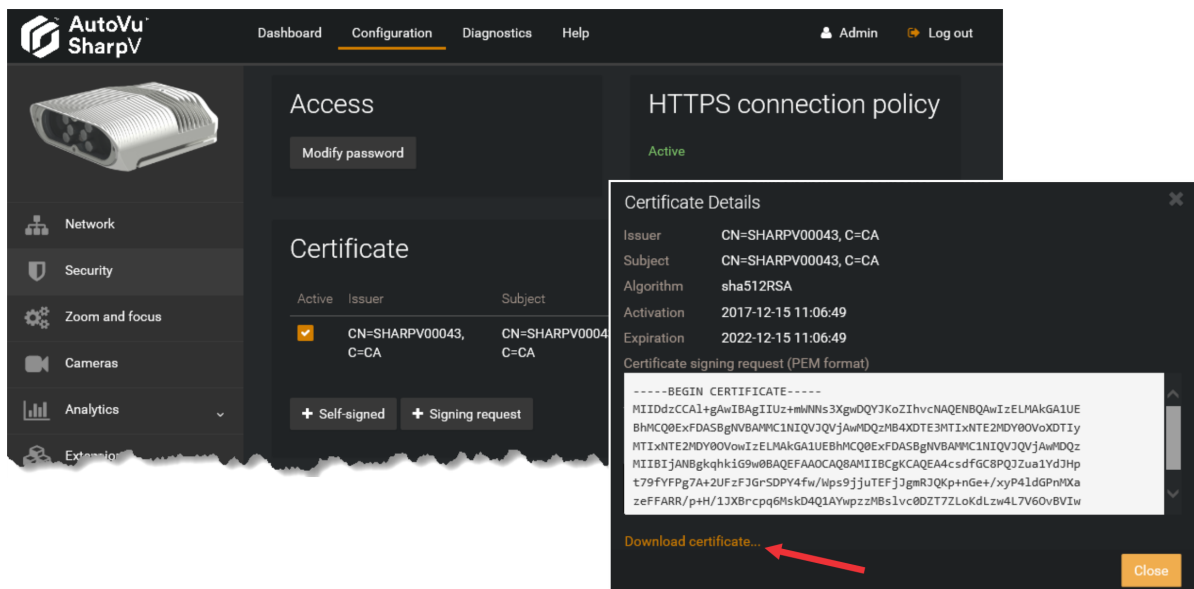 AutoVu™
SharpV
Dashboard Configuration Diagnostics Help Admin Log out
Network
Security
Zoom and focus
Cameras
Analytics
Access
Modify password
HTTPS connection policy
Active
Certificate
Active Issuer Subject
CN=SHARPV00043, CN=SHARPV0004
C=CA C=CA
+ Self-signed + Signing request
Certificate Details
Issuer CN=SHARPV00043, C=CA
Subject CN=SHARPV00043, C=CA
Algorithm sha512RSA
Activation 2017-12-15 11:06:49
Expiration 2022-12-15 11:06:49
Certificate signing request (PEM format)
-----BEGIN CERTIFICATE-----
MIIDdzCCAl+gAwIBAgIIUz+mWNNs3XgwDQYJKoZIhvcNAQENBQAwIzELMAkGA1UE
BhMCQ0ExFDASBgNVBAMMC1NIQVJQVjAwMDQzMB4XDTE3MTIxNTE2MDY0OVoXDTIy
MTIxNTE2MDY0OVowIzELMAkGA1UEBhMCQ0ExFDASBgNVBAMMC1NIQVJQVjAwMDQz
MIIBIjANBgkqhkiG9w0BAQEFAAOCAQ8AMIIBCgKCAQEA4csdfGC8PQJZua1YdJHp
t79fYFPg7A+2UFzFJGrSDPY4fw/Wps9jjuTEFjJgmRJQKp+nGe+/xyP4ldGPnMXa
zeFFARR/p+H/1JXBrcpq6MskD4Q1AYwpzzMBslvc0DZT7ZLoKdLzw4L7V6OvBVIw
Download certificate...
Close